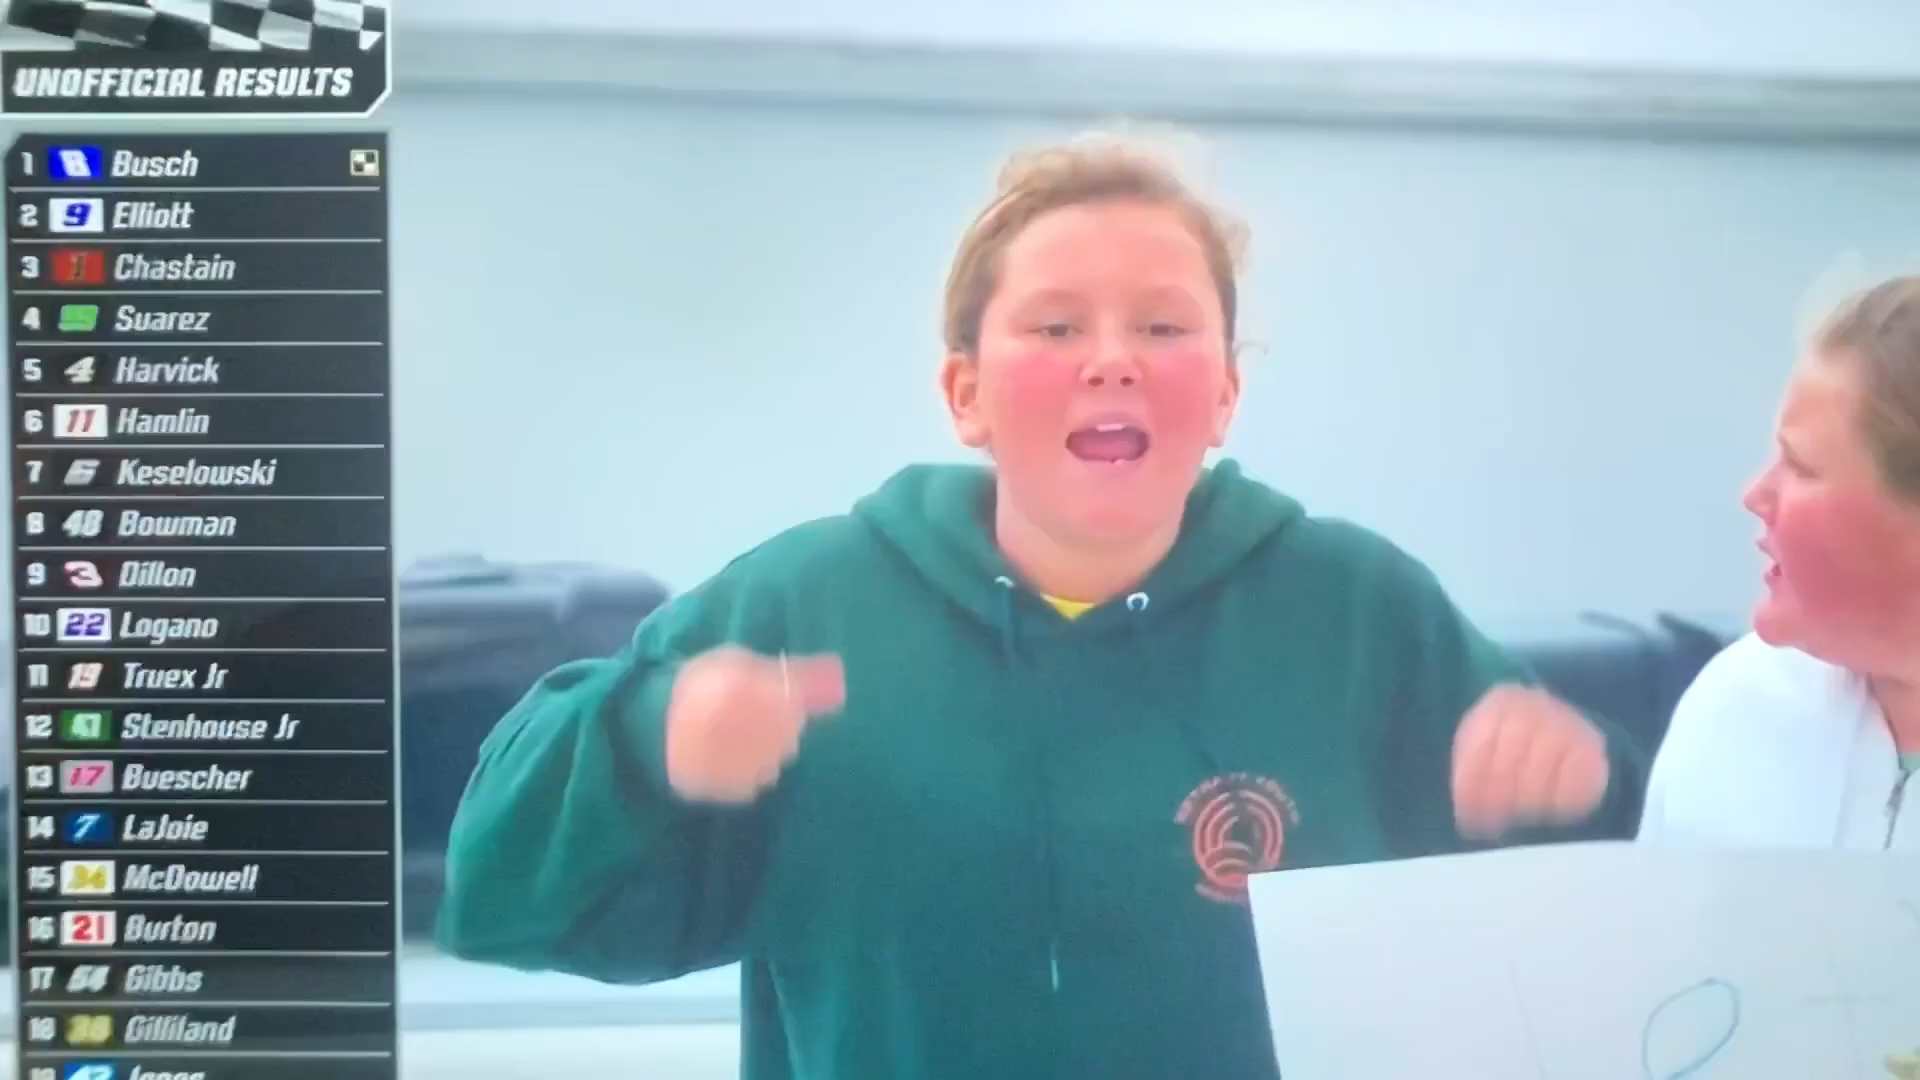 UNOFFICIAL RESULTS
1 8 Busch
2 9 Elliott
3 1 Chastain
4 99 Suarez
5 4 Harvick
6 11 Hamlin
7 6 Keselowski
8 48 Bowman
9 3 Dillon
10 22 Logano
11 19 Truex Jr
12 47 Stenhouse Jr
13 17 Buescher
14 7 LaJoie
15 34 McDowell
16 21 Burton
17 54 Gibbs
18 38 Gilliland